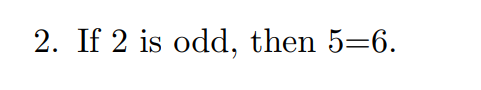 2. If 2 is odd, then 5=6.